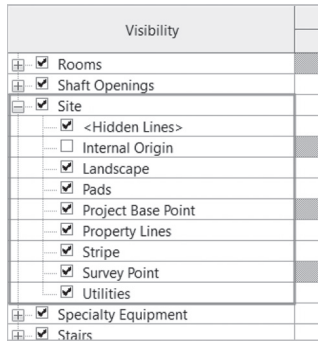 Visibility
Rooms
Shaft Openings
Site
<Hidden Lines>
Internal Origin
Landscape
Pads
Project Base Point
Property Lines
Stripe
Survey Point
Utilities
Specialty Equipment
Stairs